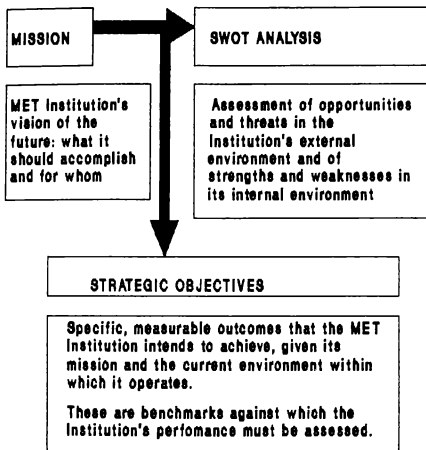 MISSION
SWOT ANALYSIS
MET Institution's
vision of the
future: what it
should accomplish
and for whom
Assessment of opportunities
and threats in the
Institution's external
environment and of
strengths and weaknesses in
its internal environment
STRATEGIC OBJECTIVES
Specific, measurable outcomes that the MET
Institution intends to achieve, given its
mission and the current environment within
which it operates.
These are benchmarks against which the
Institution's perfomance must be assessed.